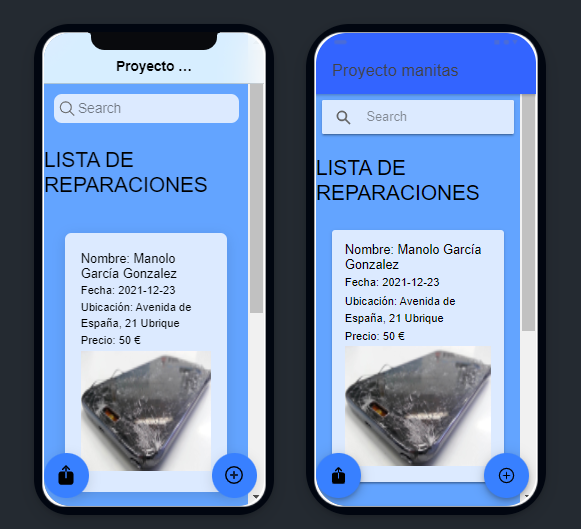 Proyecto ...
Search
LISTA DE
REPARACIONES
Nombre: Manolo
García Gonzalez
Fecha: 2021-12-23
Ubicación: Avenida de
España, 21 Ubrique
Precio: 50 €
Proyecto manitas
Search
LISTA DE
REPARACIONES
Nombre: Manolo García
Gonzalez
Fecha: 2021-12-23
Ubicación: Avenida de
España, 21 Ubrique
Precio: 50 €